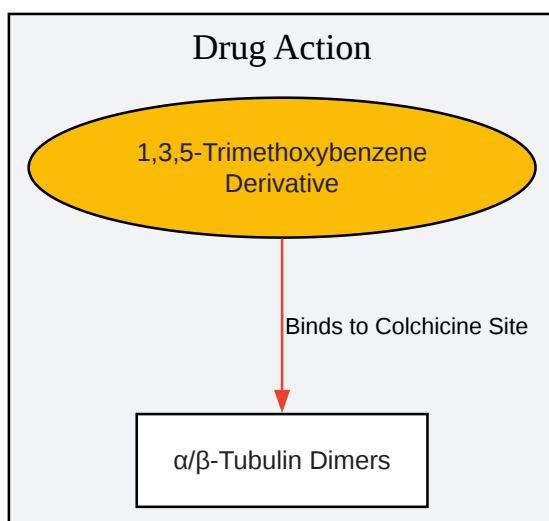 Drug Action
1,3,5-Trimethoxybenzene
Derivative
Binds to Colchicine Site
α/β-Tubulin Dimers